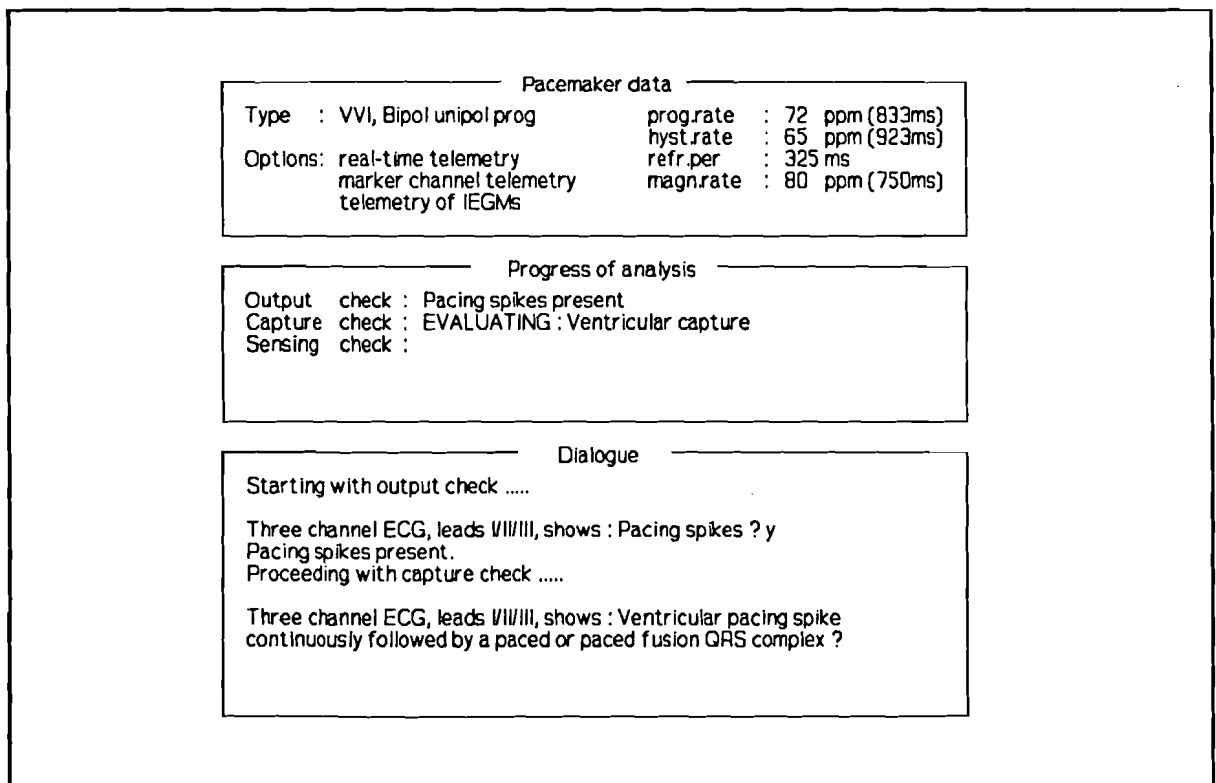 Pacemaker data
Type : VVI, Bipol unipol prog prog.rate : 72 ppm (833ms)
hyst.rate : 65 ppm (923ms)
Options: real-time telemetry refr.per : 325 ms
marker channel telemetry magn.rate : 80 ppm (750ms)
telemetry of IEGMs
Progress of analysis
Output check : Pacing spikes present
Capture check : EVALUATING : Ventricular capture
Sensing check :
Dialogue
Starting with output check .....
Three channel ECG, leads I/II/III, shows : Pacing spikes ? y
Pacing spikes present.
Proceeding with capture check .....
Three channel ECG, leads I/II/III, shows : Ventricular pacing spike
continuously followed by a paced or paced fusion QRS complex ?